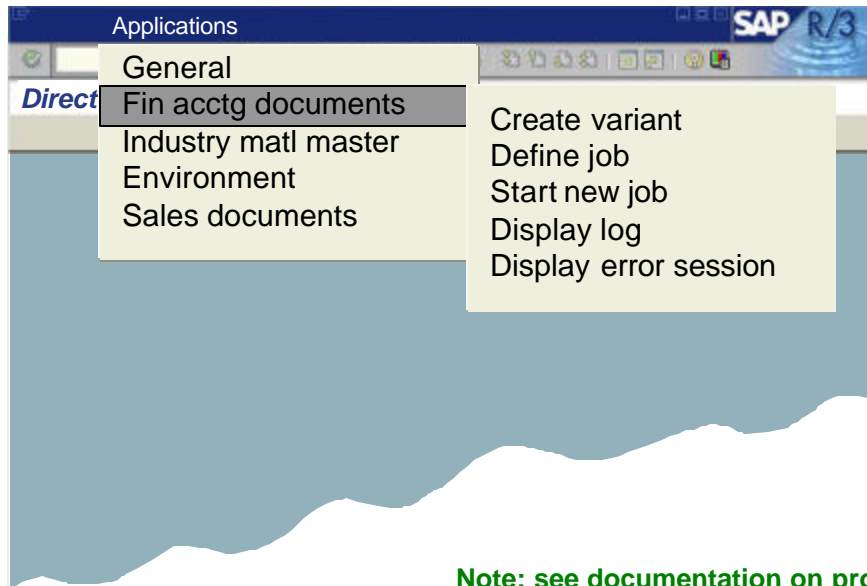 Applications
SAP R/3
General
Fin acctg documents
Industry matl master
Environment
Sales documents
Direct
Create variant
Define job
Start new job
Display log
Display error session
Note: see documentation on